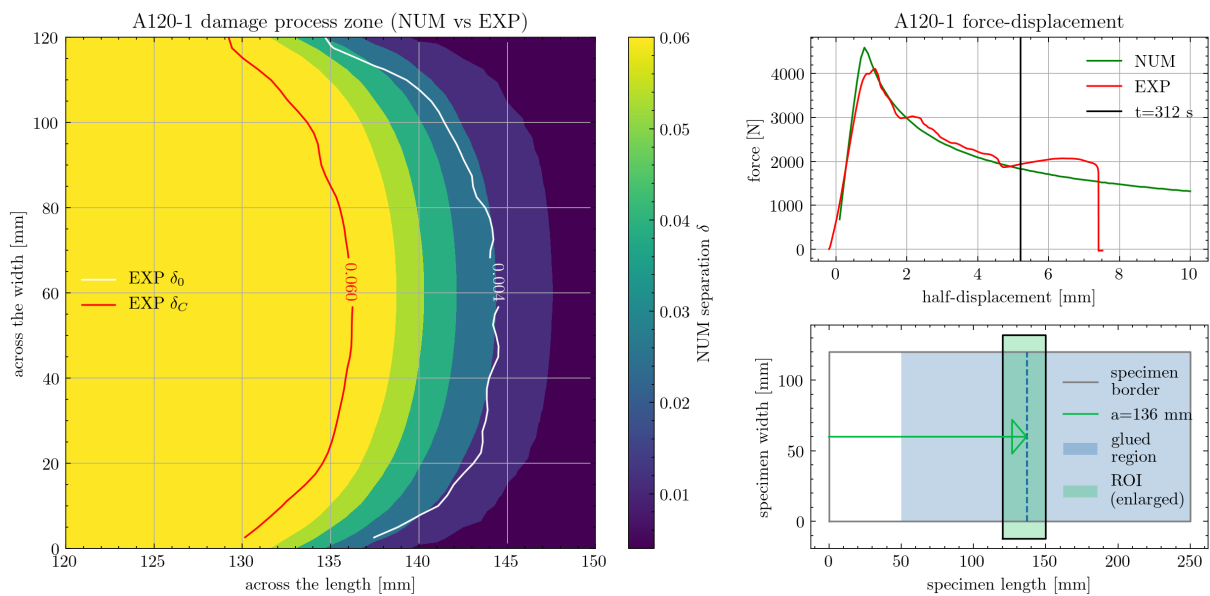 A120-1 damage process zone (NUM vs EXP)
120
100
80
60
40
20
0
across the width [mm]
120
125
130
135
140
145
150
across the length [mm]
EXP δ₀
EXP δ_C
0.060
0.004
0.06
0.05
0.04
0.03
0.02
0.01
NUM separation δ
A120-1 force-displacement
4000
3000
2000
1000
0
force [N]
0
2
4
6
8
10
half-displacement [mm]
NUM
EXP
t=312 s
100
50
0
specimen width [mm]
0
50
100
150
200
250
specimen length [mm]
specimen
border
a=136 mm
glued
region
ROI
(enlarged)